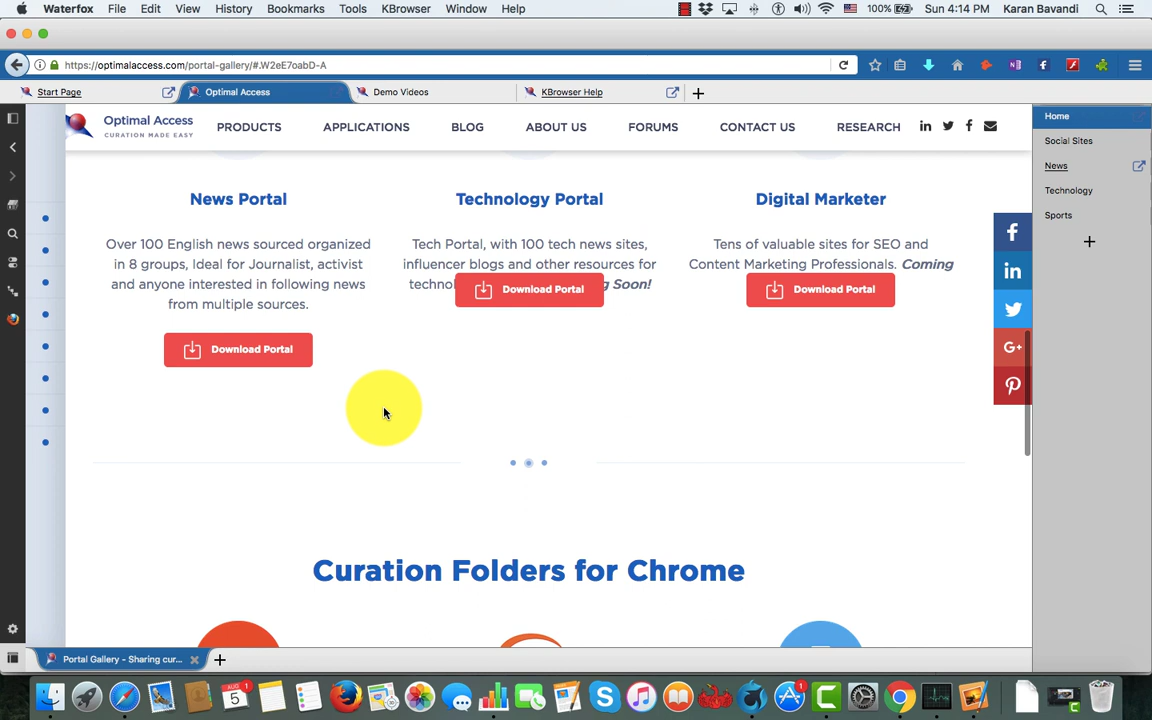 Waterfox File Edit View History Bookmarks Tools KBrowser Window Help 100% Sun 4:14 PM Karan Bavandi
https://optimalaccess.com/portal-gallery/#.W2eE7oabD-A
Start Page Optimal Access Demo Videos KBrowser Help
Optimal Access
CURATION MADE EASY
PRODUCTS APPLICATIONS BLOG ABOUT US FORUMS CONTACT US RESEARCH
Home
Social Sites
News
Technology
Sports
News Portal
Over 100 English news sourced organized
in 8 groups, Ideal for Journalist, activist
and anyone interested in following news
from multiple sources.
Download Portal
Technology Portal
Tech Portal, with 100 tech news sites,
influencer blogs and other resources for
g Soon!
Download Portal
Digital Marketer
Tens of valuable sites for SEO and
Content Marketing Professionals. Coming
Download Portal
Curation Folders for Chrome
Portal Gallery - Sharing cur...
AUG 1
5